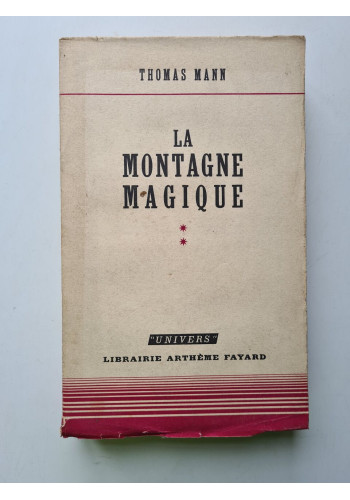 THOMAS MANN
LA
MONTAGNE
MAGIQUE
*
*
"UNIVERS"
LIBRAIRIE ARTHÈME FAYARD